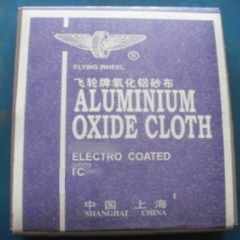 ®
FLYING WHEEL
飞轮牌氧化铝砂布
ALUMINIUM
OXIDE CLOTH
ELECTRO COATED
中国 上海
SHANGHAI CHINA